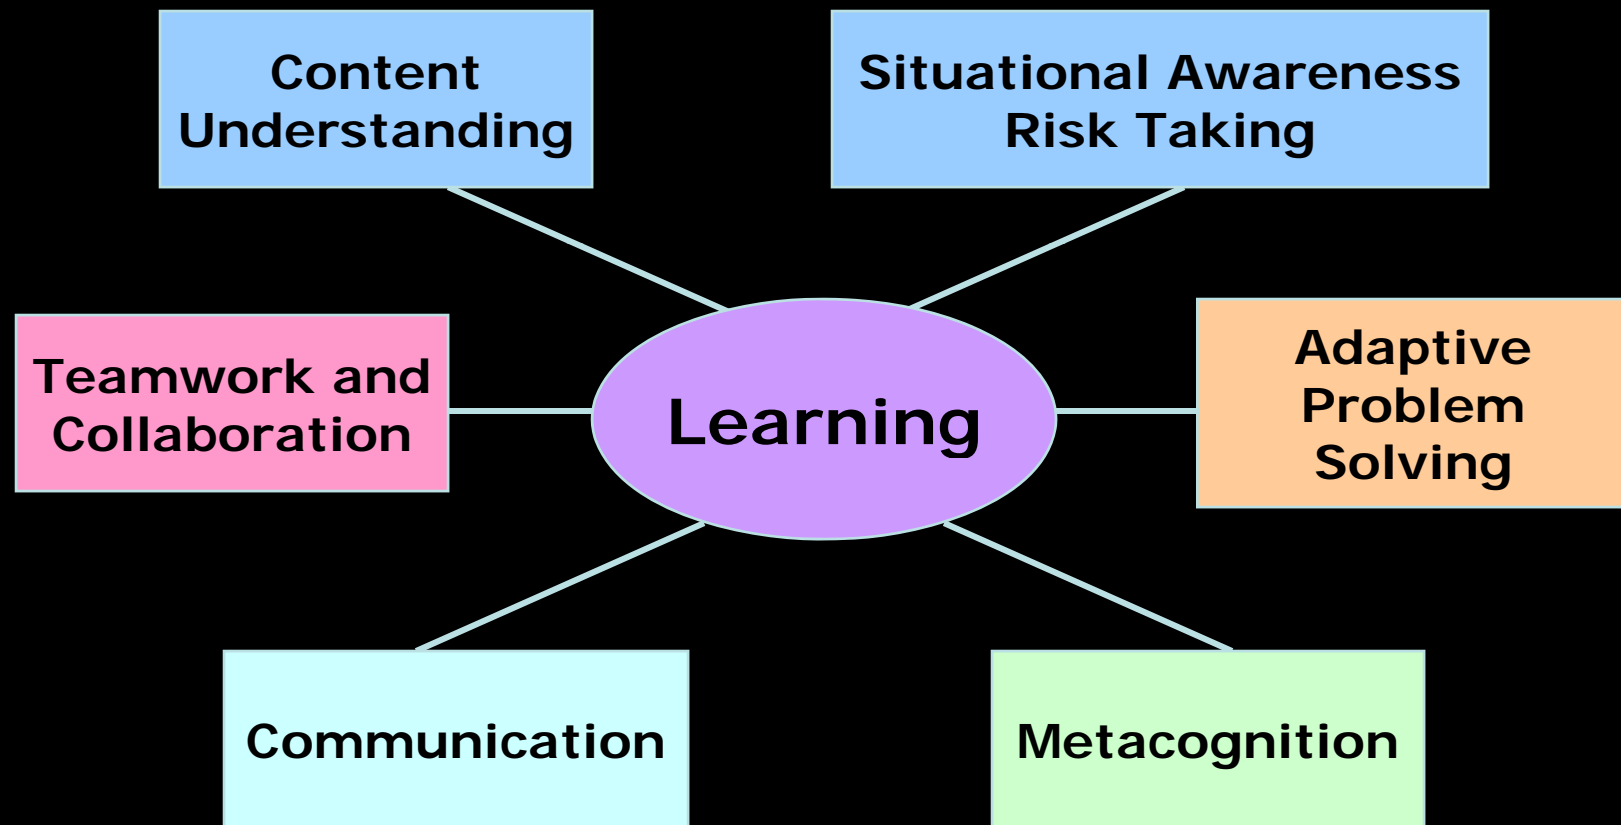 Content
Understanding
Situational Awareness
Risk Taking
Teamwork and
Collaboration
Learning
Adaptive
Problem
Solving
Communication
Metacognition